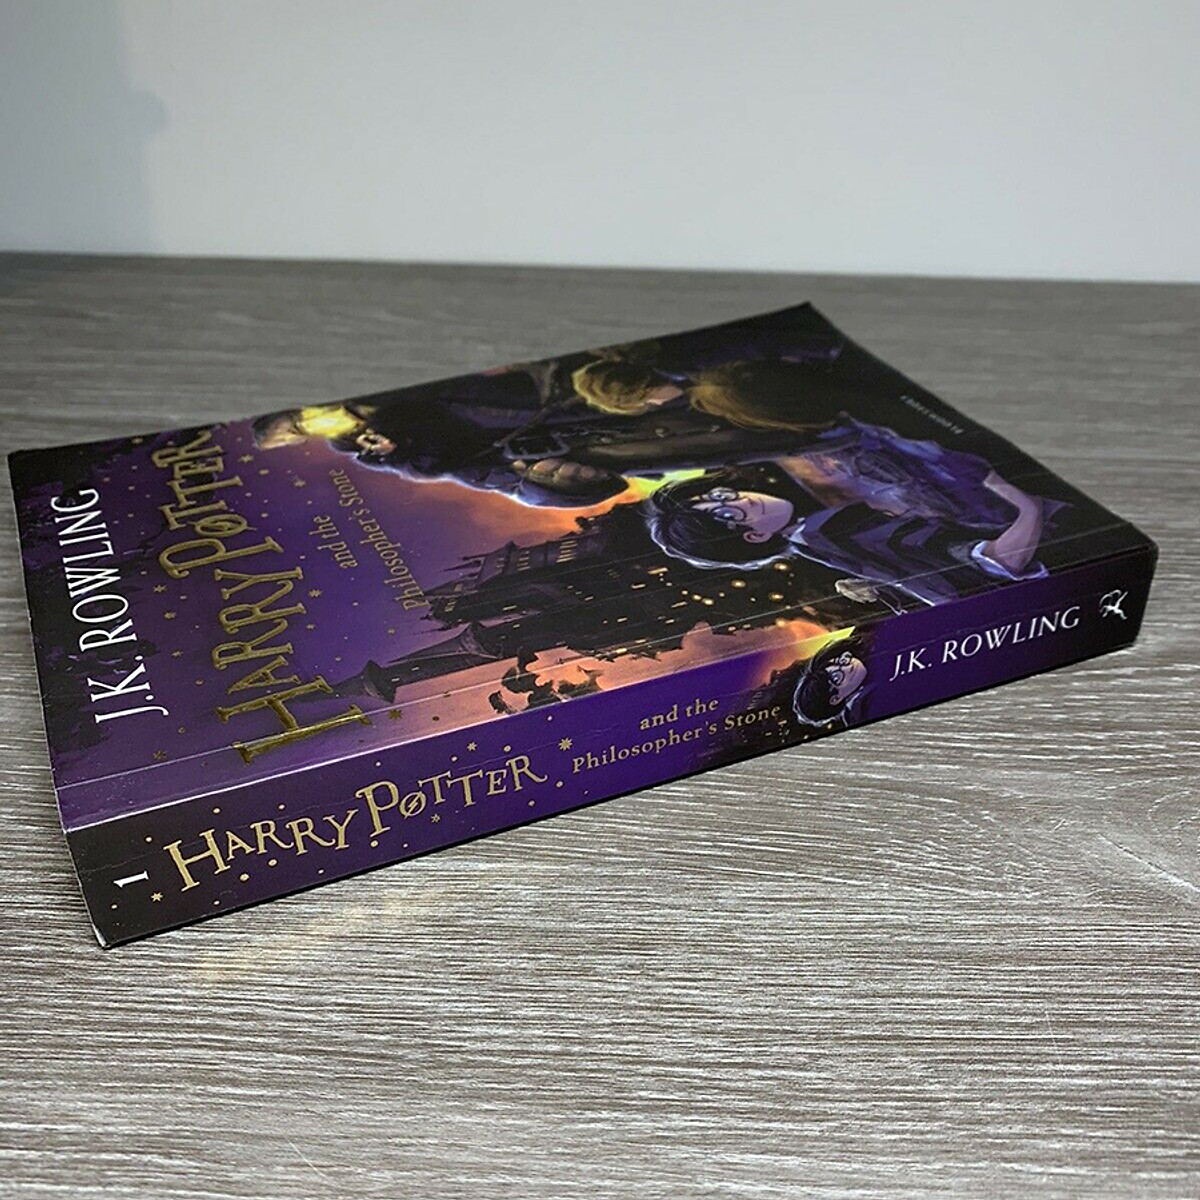 J.K. ROWLING
HARRY POTTER
and the
Philosopher's Stone
1
HARRY POTTER
and the
Philosopher's Stone
J.K. ROWLING